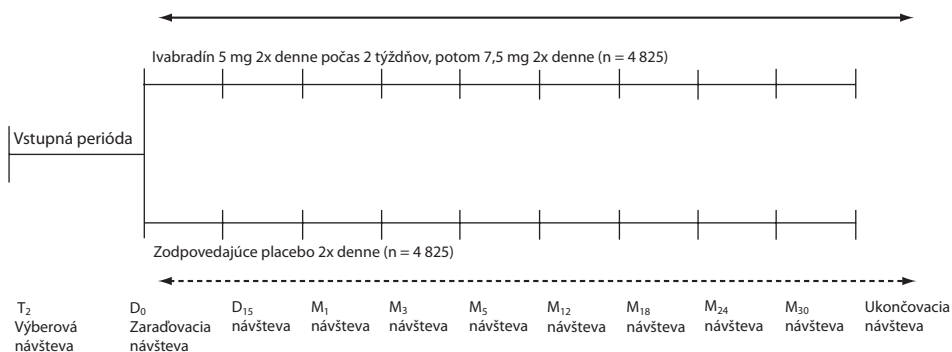 Ivabradín 5 mg 2x denne počas 2 týždňov, potom 7,5 mg 2x denne (n = 4 825)
Vstupná perióda
Zodpovedajúce placebo 2x denne (n = 4 825)
T₂
Výberová
návšteva
D₀
Zaraďovacia
návšteva
D₁₅
návšteva
M₁
návšteva
M₃
návšteva
M₅
návšteva
M₁₂
návšteva
M₁₈
návšteva
M₂₄
návšteva
M₃₀
návšteva
Ukončovacia
návšteva